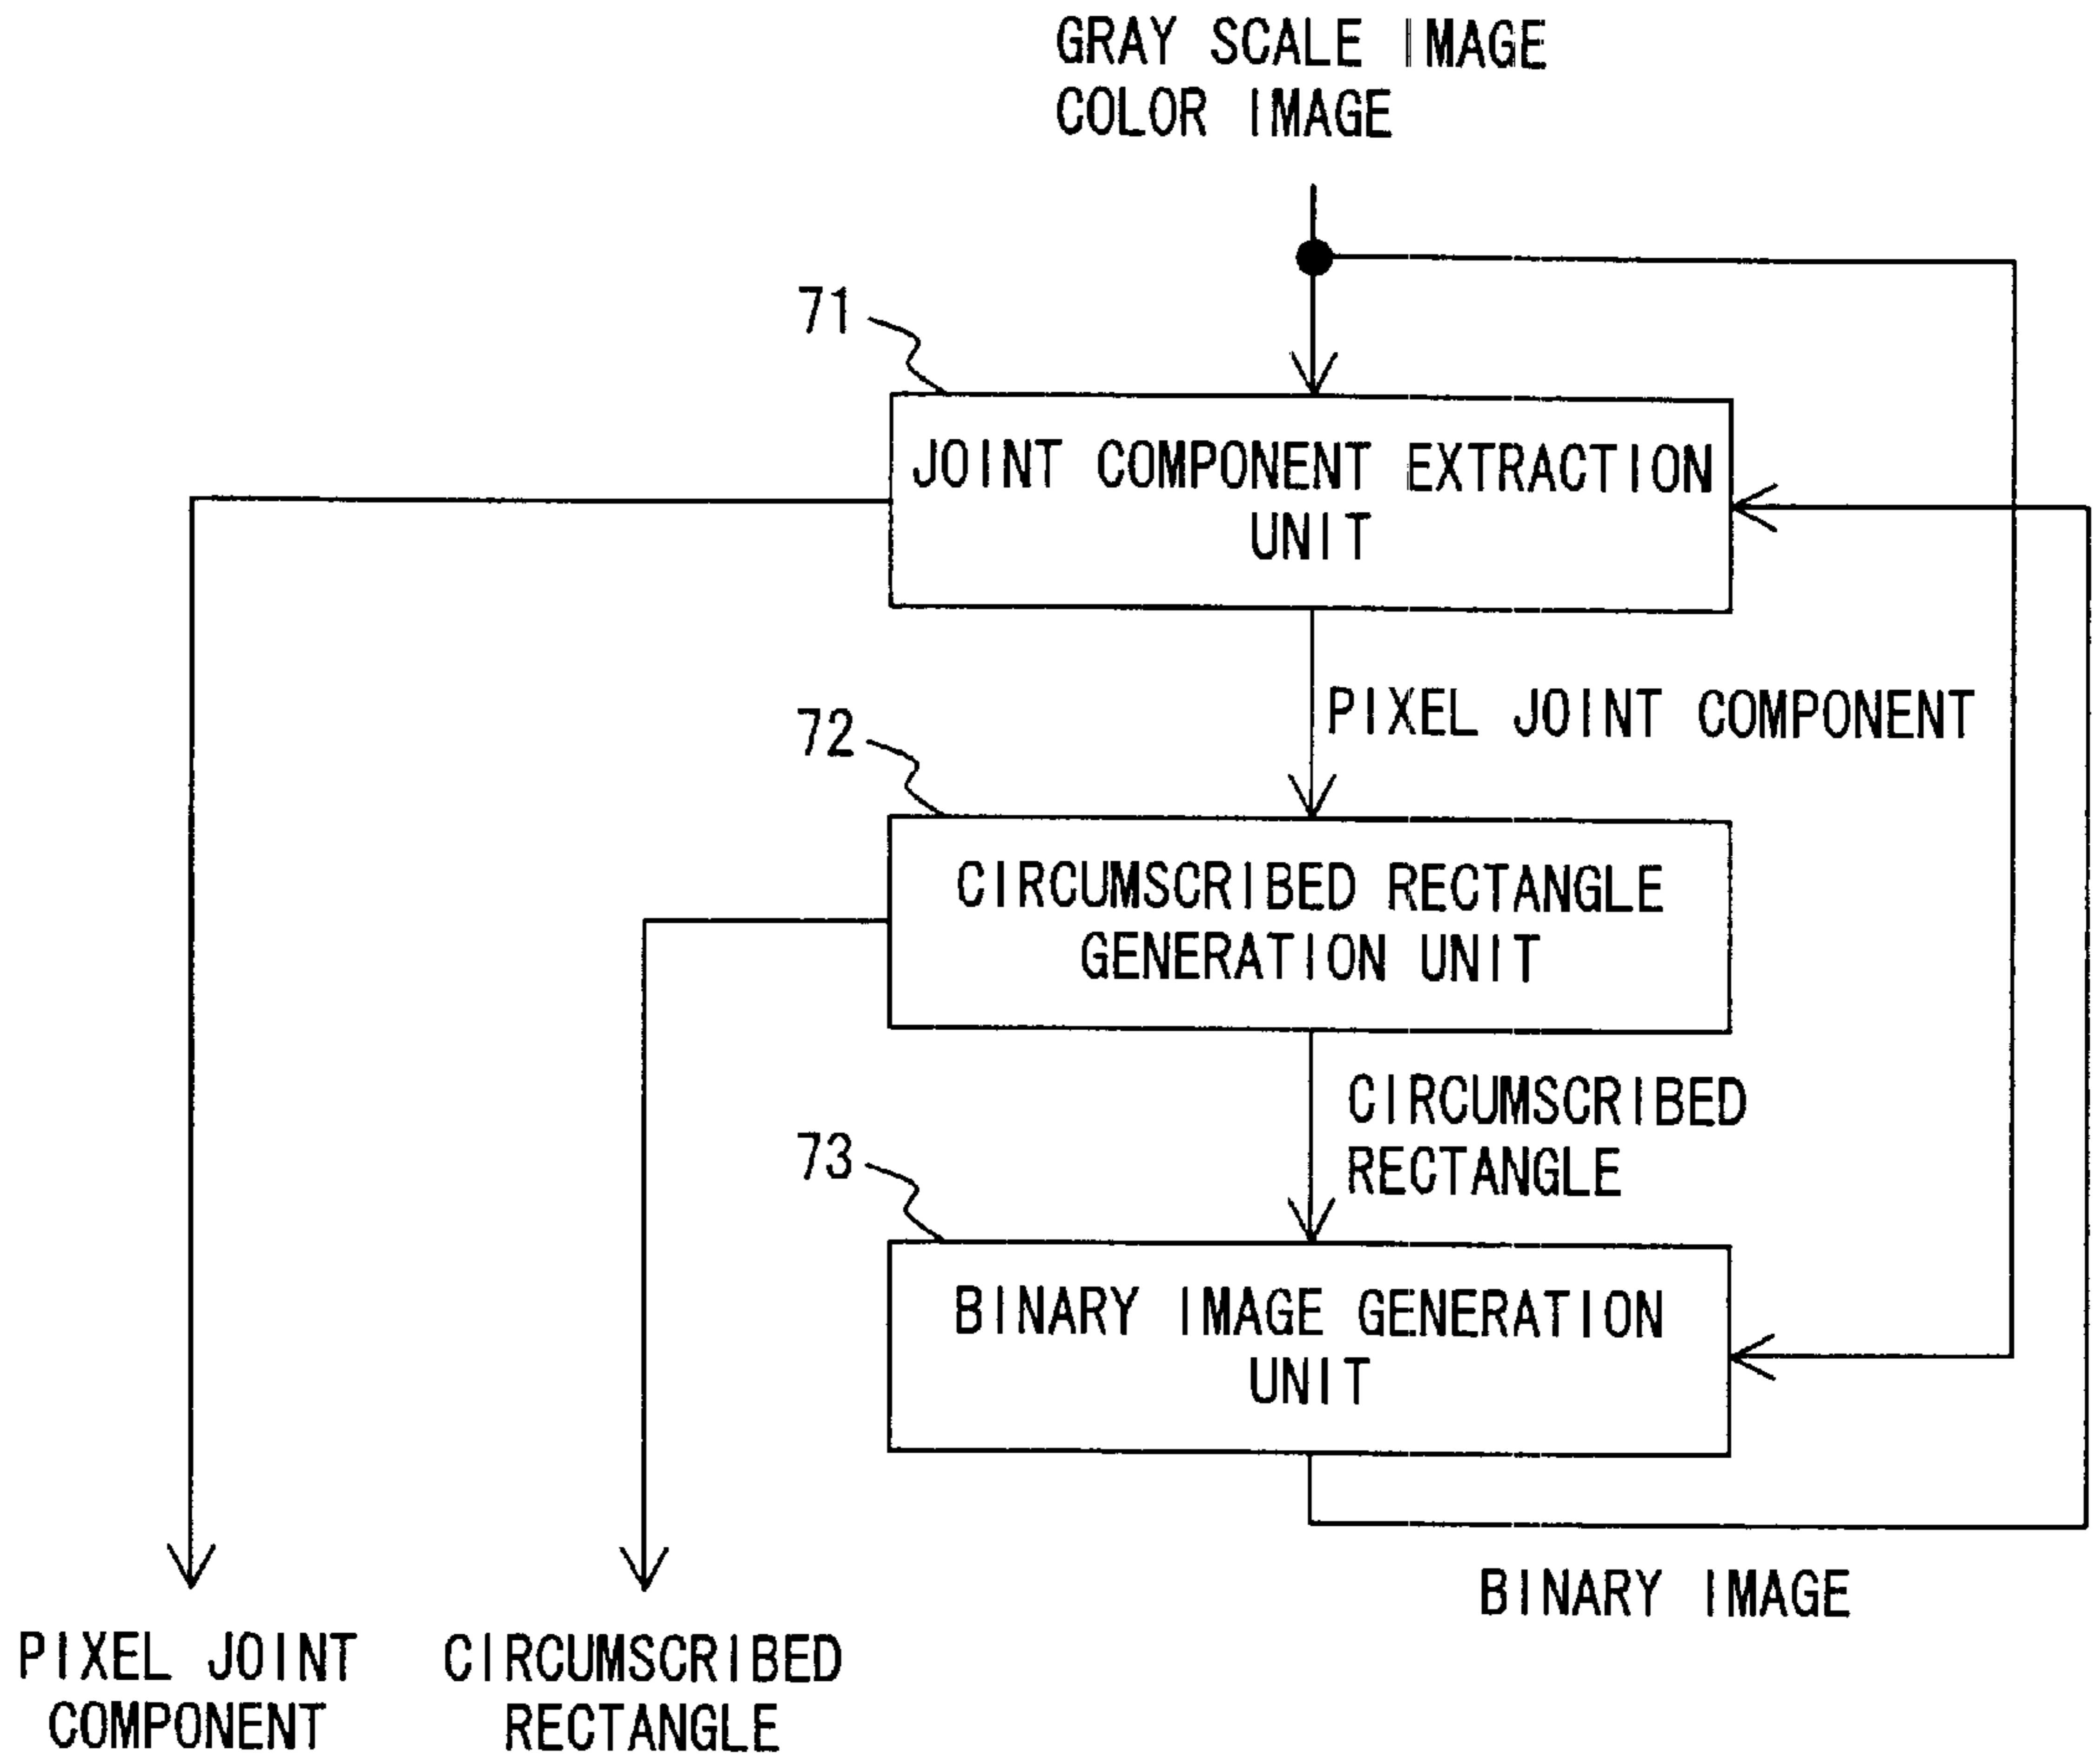 GRAY SCALE IMAGE
COLOR IMAGE
71
JOINT COMPONENT EXTRACTION
UNIT
PIXEL JOINT COMPONENT
72
CIRCUMSCRIBED RECTANGLE
GENERATION UNIT
CIRCUMSCRIBED
RECTANGLE
73
BINARY IMAGE GENERATION
UNIT
BINARY IMAGE
PIXEL JOINT
COMPONENT
CIRCUMSCRIBED
RECTANGLE